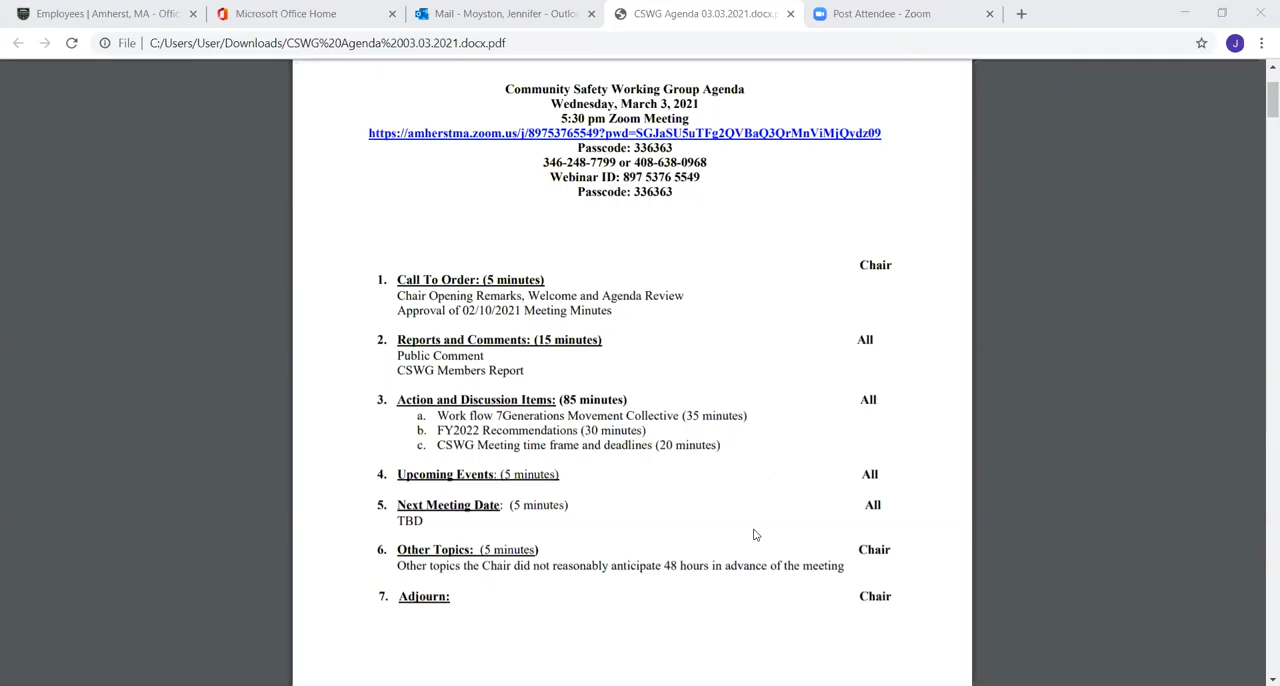 Employees | Amherst, MA - Offic
Microsoft Office Home
Mail - Moyston, Jennifer - Outlo
CSWG Agenda 03.03.2021.docx.p
Post Attendee - Zoom
File | C:/Users/User/Downloads/CSWG%20Agenda%2003.03.2021.docx.pdf
J
Community Safety Working Group Agenda
Wednesday, March 3, 2021
5:30 pm Zoom Meeting
https://amherstma.zoom.us/j/89753765549?pwd=SGJaSU5uTFg2QVBaQ3QrMnViMjQvdz09
Passcode: 336363
346-248-7799 or 408-638-0968
Webinar ID: 897 5376 5549
Passcode: 336363
Chair
1. Call To Order: (5 minutes)
Chair Opening Remarks, Welcome and Agenda Review
Approval of 02/10/2021 Meeting Minutes
2. Reports and Comments: (15 minutes) All
Public Comment
CSWG Members Report
3. Action and Discussion Items: (85 minutes) All
a. Work flow 7Generations Movement Collective (35 minutes)
b. FY2022 Recommendations (30 minutes)
c. CSWG Meeting time frame and deadlines (20 minutes)
4. Upcoming Events: (5 minutes) All
5. Next Meeting Date: (5 minutes) All
TBD
6. Other Topics: (5 minutes) Chair
Other topics the Chair did not reasonably anticipate 48 hours in advance of the meeting
7. Adjourn: Chair